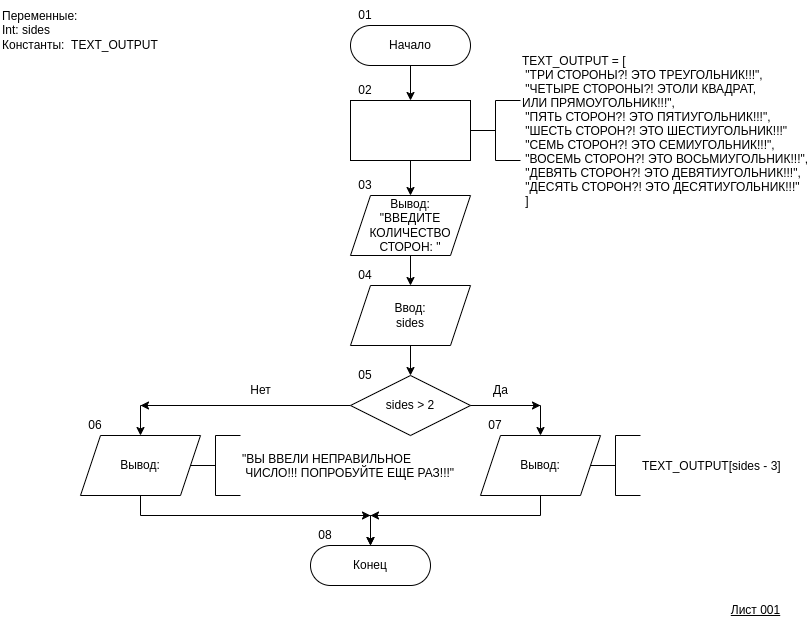 Переменные:
Int: sides
Константы: TEXT_OUTPUT
01
Начало
02
TEXT_OUTPUT = [
"ТРИ СТОРОНЫ?! ЭТО ТРЕУГОЛЬНИК!!!",
"ЧЕТЫРЕ СТОРОНЫ?! ЭТОЛИ КВАДРАТ,
ИЛИ ПРЯМОУГОЛЬНИК!!!",
"ПЯТЬ СТОРОН?! ЭТО ПЯТИУГОЛЬНИК!!!",
"ШЕСТЬ СТОРОН?! ЭТО ШЕСТИУГОЛЬНИК!!!"
"СЕМЬ СТОРОН?! ЭТО СЕМИУГОЛЬНИК!!!",
"ВОСЕМЬ СТОРОН?! ЭТО ВОСЬМИУГОЛЬНИК!!!",
"ДЕВЯТЬ СТОРОН?! ЭТО ДЕВЯТИУГОЛЬНИК!!!",
"ДЕСЯТЬ СТОРОН?! ЭТО ДЕСЯТИУГОЛЬНИК!!!"
]
03
Вывод:
"ВВЕДИТЕ
КОЛИЧЕСТВО
СТОРОН: "
04
Ввод:
sides
05
sides > 2
Нет
Да
06
Вывод:
"ВЫ ВВЕЛИ НЕПРАВИЛЬНОЕ
ЧИСЛО!!! ПОПРОБУЙТЕ ЕЩЕ РАЗ!!!"
07
Вывод:
TEXT_OUTPUT[sides - 3]
08
Конец
Лист 001